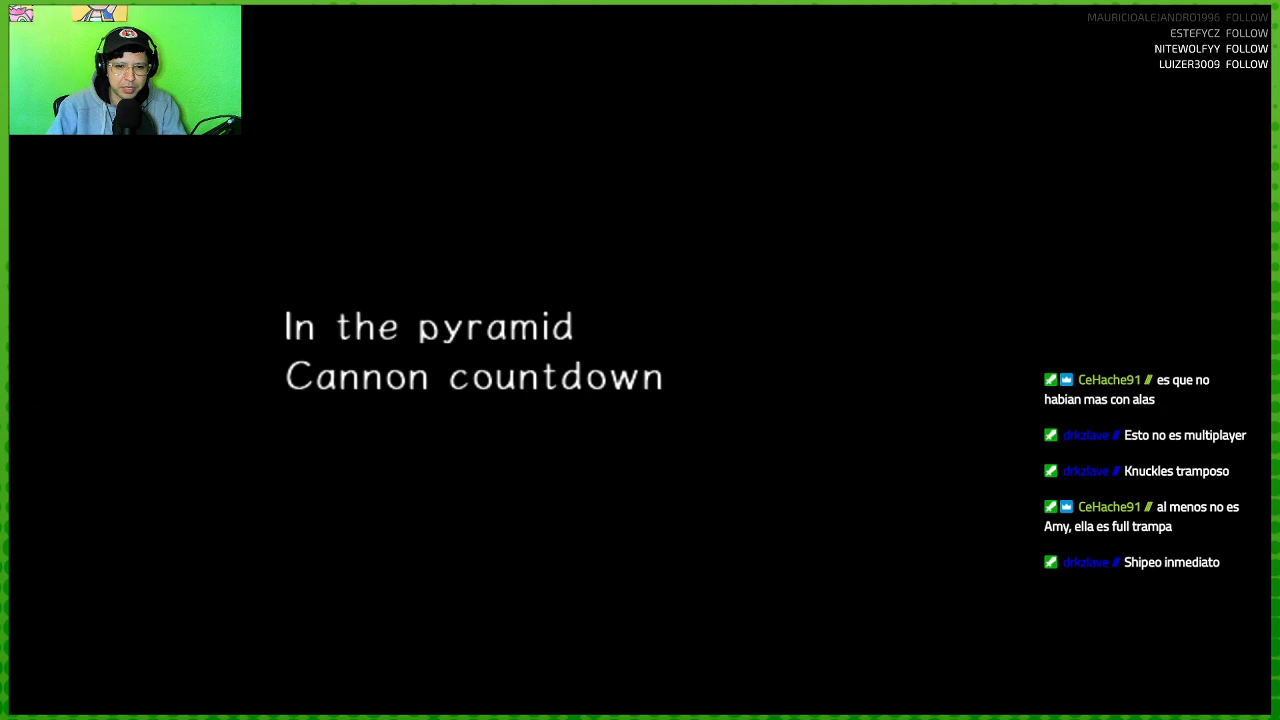 MAURICIOALEJANDRO1996 FOLLOW
ESTEFYCZ FOLLOW
NITEWOLFYY FOLLOW
LUIZER3009 FOLLOW
In the pyramid
Cannon countdown
CeHache91 // es que no
habian mas con alas
drkzlave // Esto no es multiplayer
drkzlave // Knuckles tramposo
CeHache91 // al menos no es
Amy, ella es full trampa
drkzlave // Shipeo inmediato